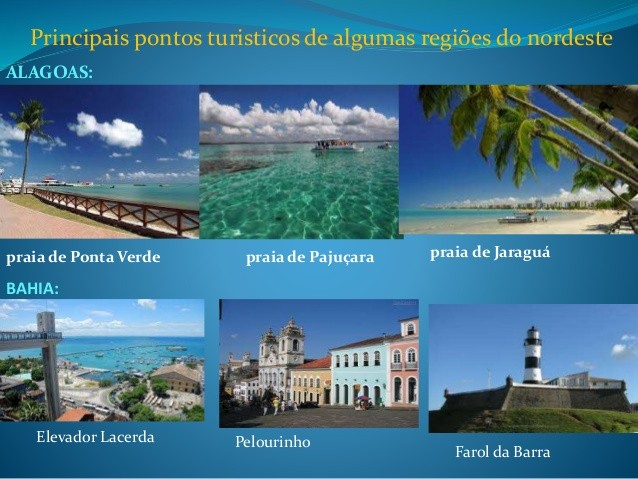 Principais pontos turisticos de algumas regiões do nordeste
ALAGOAS:
praia de Ponta Verde
praia de Pajuçara
praia de Jaraguá
BAHIA:
Elevador Lacerda
Pelourinho
Farol da Barra